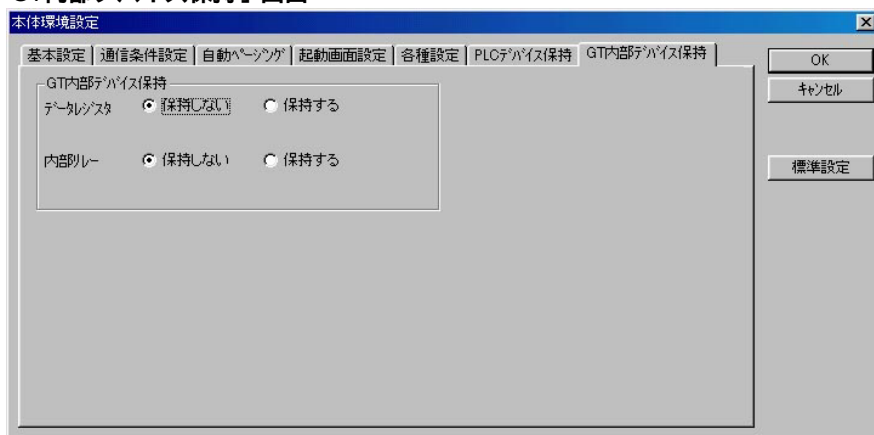 本体環境設定
基本設定 通信条件設定 自動ﾍﾟｰｼﾞﾝｸﾞ 起動画面設定 各種設定 PLCﾃﾞﾊﾞｲｽ保持 GT内部ﾃﾞﾊﾞｲｽ保持
OK
GT内部ﾃﾞﾊﾞｲｽ保持
キャンセル
ﾃﾞｰﾀﾚｼﾞｽﾀ 保持しない 保持する
内部ﾘﾚｰ 保持しない 保持する
標準設定